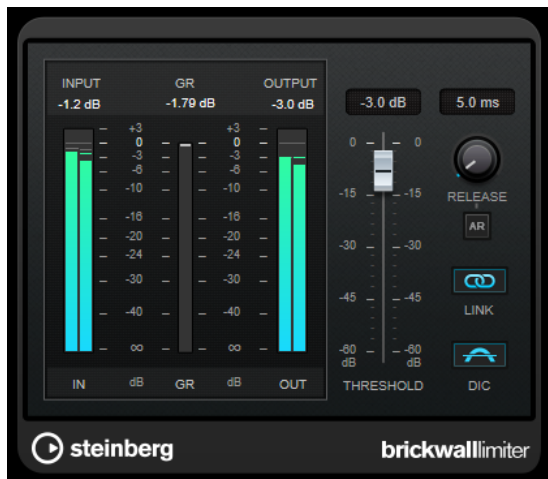 INPUT GR OUTPUT
-1.2 dB -1.79 dB -3.0 dB
-3.0 dB 5.0 ms
+3 +3
0 0
-3 -3
-6 -6
-10 -10
-16 -16
-20 -20
-24 -24
-30 -30
-40 -40
∞ ∞
IN dB GR dB OUT
0 0
-15 -15
-30 -30
-45 -45
-60 -60
dB dB
THRESHOLD
RELEASE
AR
LINK
DIC
steinberg
brickwalllimiter